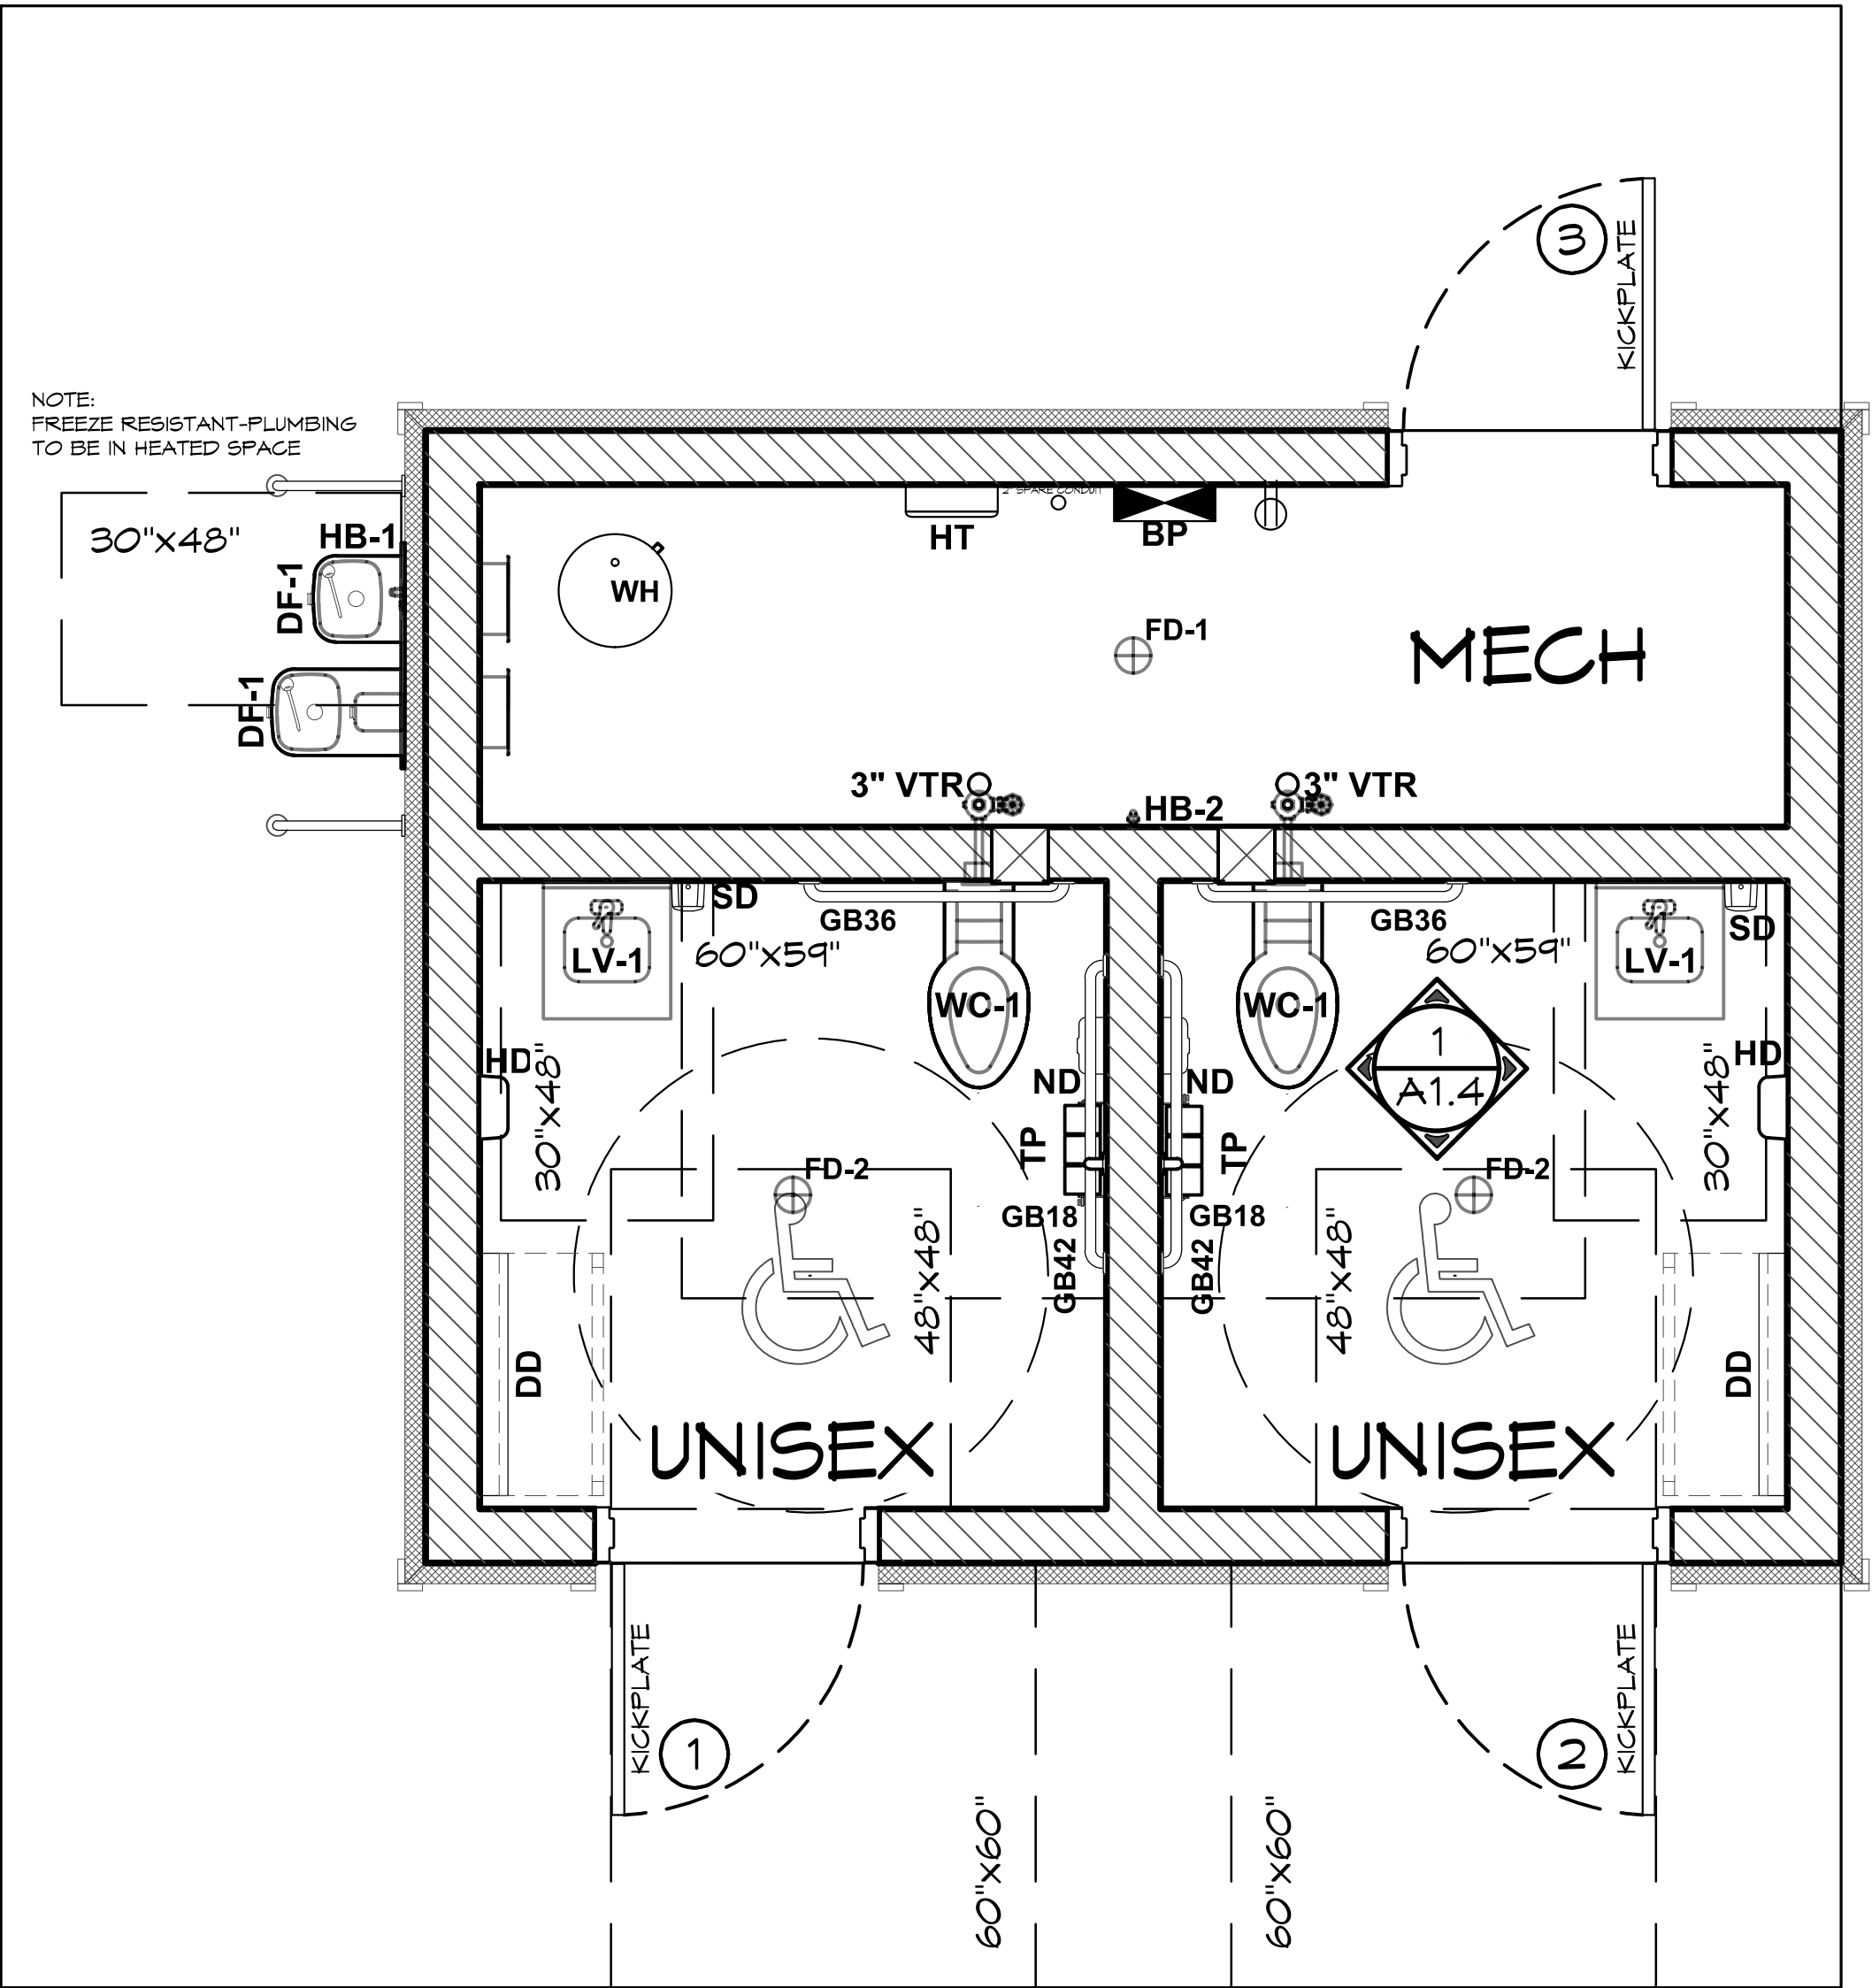 3
KICKPLATE
NOTE:
FREEZE RESISTANT-PLUMBING
TO BE IN HEATED SPACE
30"x48"
HB-1
DF-1
DF-1
WH
HT
2" SPARE CONDUIT
BP
FD-1
MECH
3" VTR
HB-2
3" VTR
SD
GB36
60"x59"
LV-1
WC-1
HD
30"x48"
ND
TP
FD-2
GB18
GB42
48"x48"
DD
UNISEX
GB36
60"x59"
SD
LV-1
WC-1
1
A1.4
HD
30"x48"
ND
TP
FD-2
GB18
GB42
48"x48"
DD
UNISEX
KICKPLATE
1
60"x60"
60"x60"
2
KICKPLATE